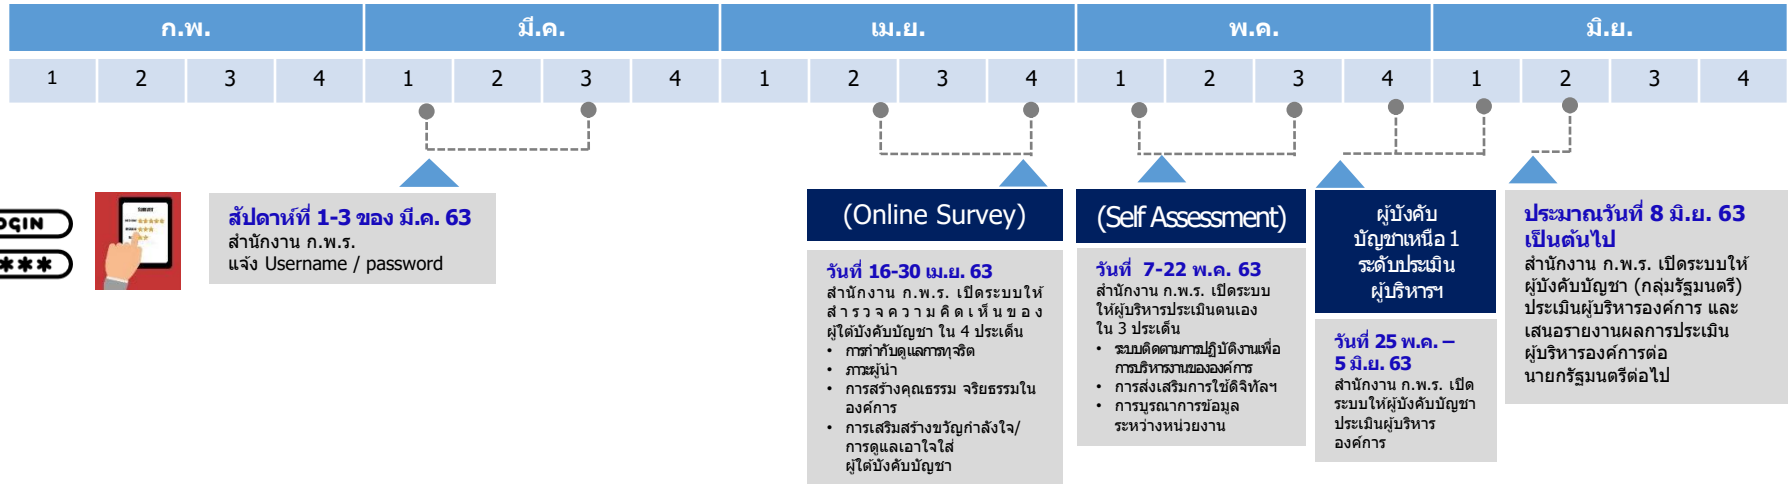 ก.พ. มี.ค. เม.ย. พ.ค. มิ.ย.
1 2 3 4 1 2 3 4 1 2 3 4 1 2 3 4 1 2 3 4
OGIN
***
สัปดาห์ที่ 1-3 ของ มี.ค. 63
สำนักงาน ก.พ.ร.
แจ้ง Username / password
(Online Survey)
วันที่ 16-30 เม.ย. 63
สำนักงาน ก.พ.ร. เปิดระบบให้
สำรวจความคิดเห็นของ
ผู้ใต้บังคับบัญชา ใน 4 ประเด็น
• การกำกับดูแลการทุจริต
• ภาวะผู้นำ
• การสร้างคุณธรรม จริยธรรมใน
องค์การ
• การเสริมสร้างขวัญกำลังใจ/
การดูแลเอาใจใส่
ผู้ใต้บังคับบัญชา
(Self Assessment)
วันที่ 7-22 พ.ค. 63
สำนักงาน ก.พ.ร. เปิดระบบ
ให้ผู้บริหารประเมินตนเอง
ใน 3 ประเด็น
• ระบบติดตามการปฏิบัติงานเพื่อ
การบริหารงานขององค์การ
• การส่งเสริมการใช้ดิจิทัลฯ
• การบูรณาการข้อมูล
ระหว่างหน่วยงาน
ผู้บังคับ
บัญชาเหนือ 1
ระดับประเมิน
ผู้บริหารฯ
วันที่ 25 พ.ค. –
5 มิ.ย. 63
สำนักงาน ก.พ.ร. เปิด
ระบบให้ผู้บังคับบัญชา
ประเมินผู้บริหาร
องค์การ
ประมาณวันที่ 8 มิ.ย. 63
เป็นต้นไป
สำนักงาน ก.พ.ร. เปิดระบบให้
ผู้บังคับบัญชา (กลุ่มรัฐมนตรี)
ประเมินผู้บริหารองค์การ และ
เสนอรายงานผลการประเมิน
ผู้บริหารองค์การต่อ
นายกรัฐมนตรีต่อไป